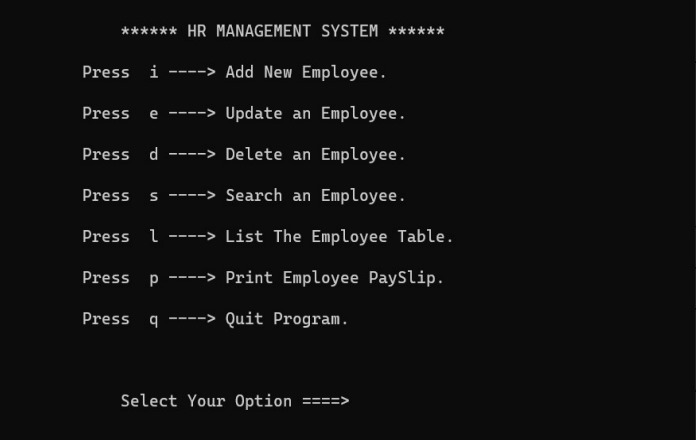 ****** HR MANAGEMENT SYSTEM ******
Press  i ----> Add New Employee.
Press  e ----> Update an Employee.
Press  d ----> Delete an Employee.
Press  s ----> Search an Employee.
Press  l ----> List The Employee Table.
Press  p ----> Print Employee PaySlip.
Press  q ----> Quit Program.
Select Your Option ====>